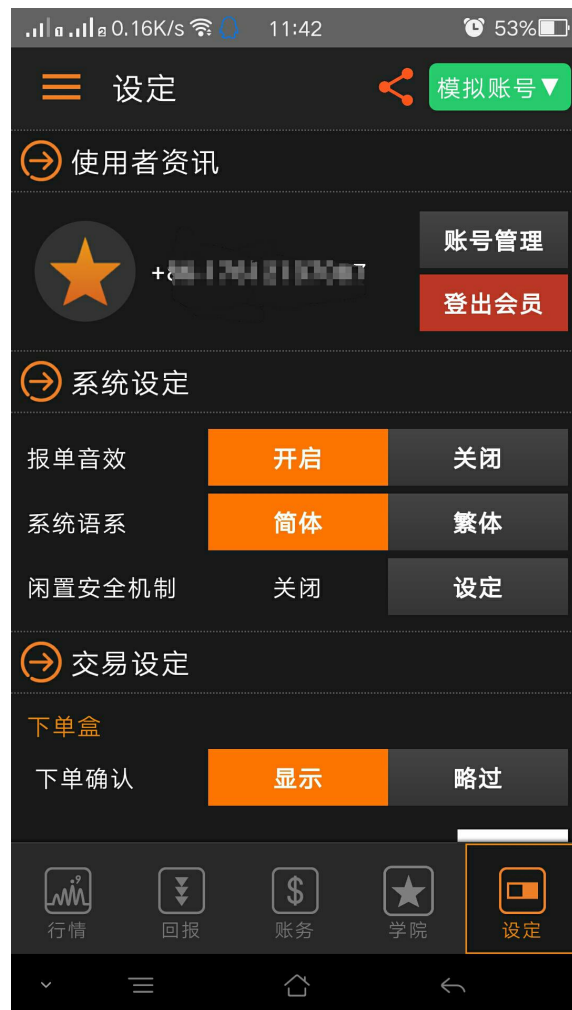 0.16K/s 11:42 53%
设定 模拟账号▼
使用者资讯
账号管理
登出会员
系统设定
报单音效 开启 关闭
系统语系 简体 繁体
闲置安全机制 关闭 设定
交易设定
下单盒
下单确认 显示 略过
行情 回报 账务 学院 设定